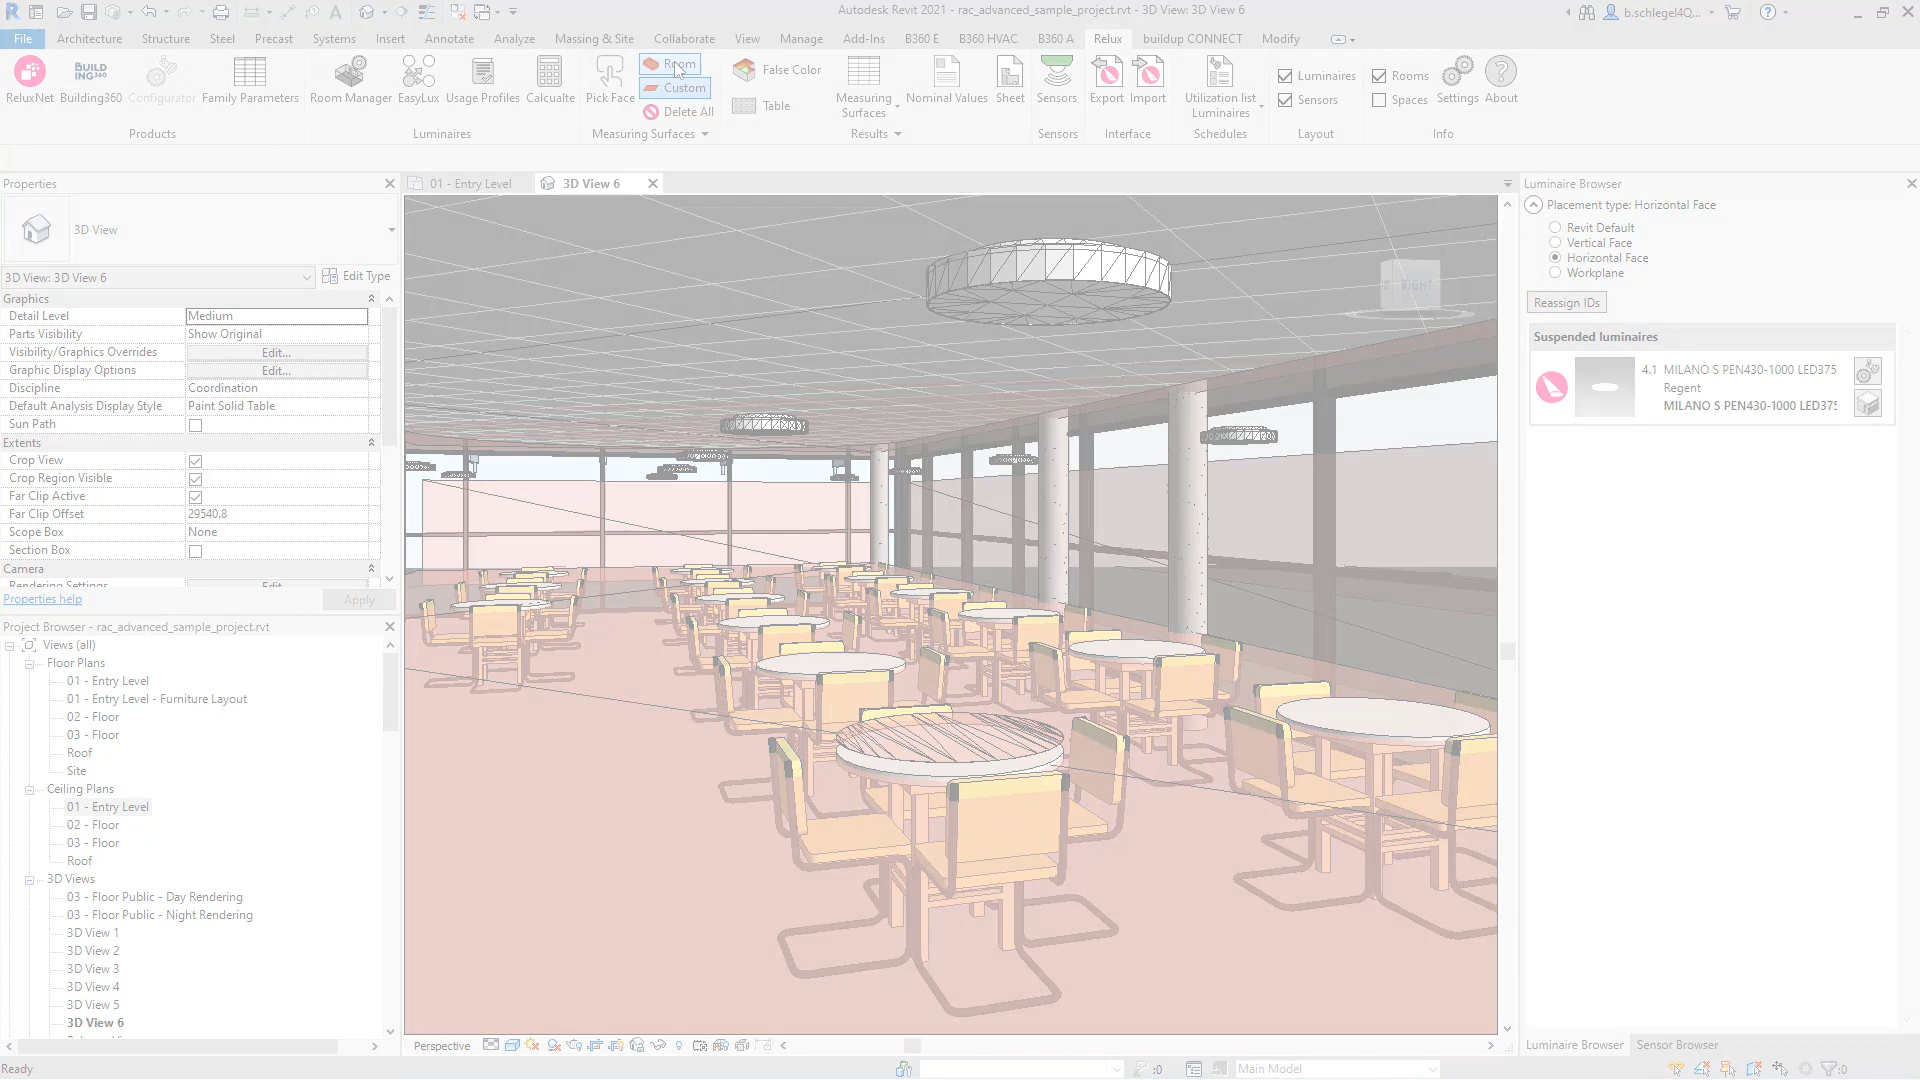 Autodesk Revit 2021 - rac_advanced_sample_project.rvt - 3D View: 3D View 6
b.schlegel4Q...
File Architecture Structure Steel Precast Systems Insert Annotate Analyze Massing & Site Collaborate View Manage Add-Ins B360 E B360 HVAC B360 A Relux buildup CONNECT Modify
BUILD
ING360
ReluxNet Building360 Configurator Family Parameters
Products
Room Manager EasyLux Usage Profiles Calcualte
Luminaires
Pick Face
Room
Custom
Delete All
Measuring Surfaces
False Color
Table
Measuring
Surfaces
Nominal Values
Sheet
Results
Sensors
Sensors
Export Import
Interface
Utilization list
Luminaires
Schedules
Luminaires
Sensors
Layout
Rooms
Spaces
Settings About
Info
Properties
3D View
3D View: 3D View 6
Edit Type
Graphics
Detail Level Medium
Parts Visibility Show Original
Visibility/Graphics Overrides Edit...
Graphic Display Options Edit...
Discipline Coordination
Default Analysis Display Style Paint Solid Table
Sun Path
Extents
Crop View
Crop Region Visible
Far Clip Active
Far Clip Offset 29540.8
Scope Box None
Section Box
Camera
Rendering Settings Edit...
Properties help
Apply
Project Browser - rac_advanced_sample_project.rvt
Views (all)
Floor Plans
01 - Entry Level
01 - Entry Level - Furniture Layout
02 - Floor
03 - Floor
Roof
Site
Ceiling Plans
01 - Entry Level
02 - Floor
03 - Floor
Roof
3D Views
03 - Floor Public - Day Rendering
03 - Floor Public - Night Rendering
3D View 1
3D View 2
3D View 3
3D View 4
3D View 5
3D View 6
Ready
01 - Entry Level
3D View 6
RIGHT
Perspective
:0
Main Model
Luminaire Browser
Placement type: Horizontal Face
Revit Default
Vertical Face
Horizontal Face
Workplane
Reassign IDs
Suspended luminaires
4.1 MILANO S PEN430-1000 LED375
Regent
MILANO S PEN430-1000 LED375
Luminaire Browser Sensor Browser
:0